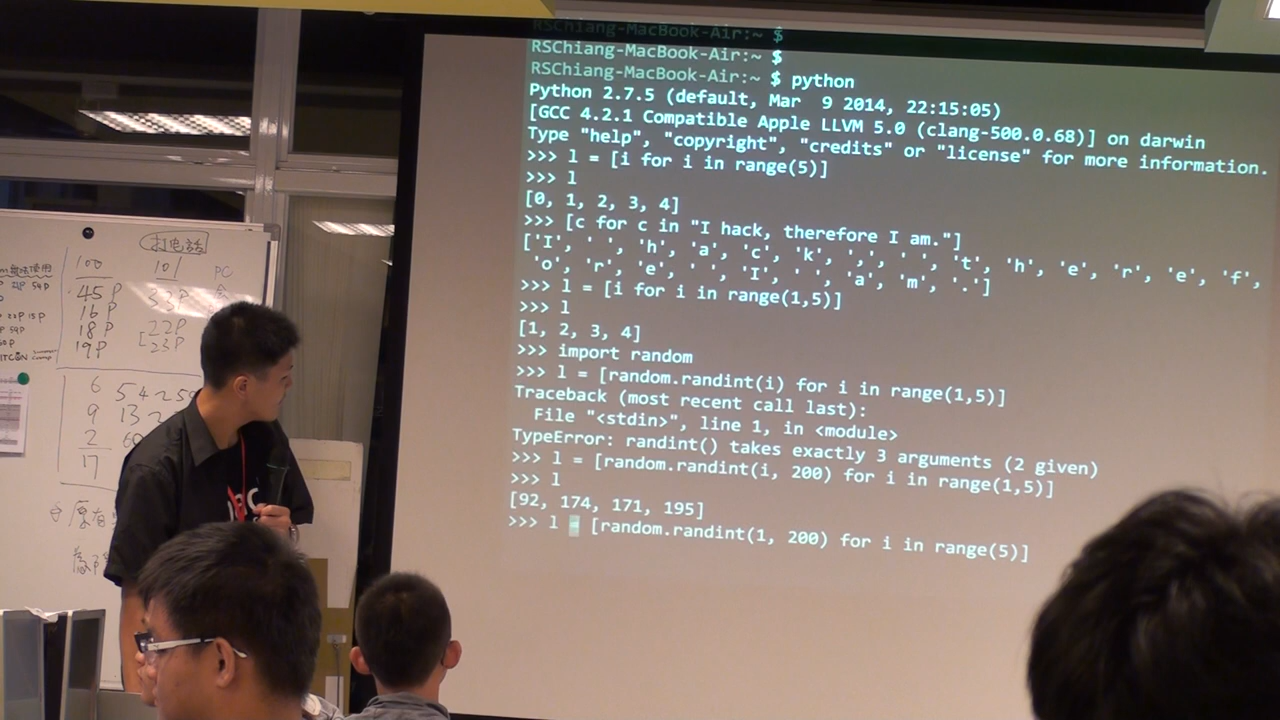 RSChiang-MacBook-Air:~ $
RSChiang-MacBook-Air:~ $
RSChiang-MacBook-Air:~ $ python
Python 2.7.5 (default, Mar  9 2014, 22:15:05)
[GCC 4.2.1 Compatible Apple LLVM 5.0 (clang-500.0.68)] on darwin
Type "help", "copyright", "credits" or "license" for more information.
>>> l = [i for i in range(5)]
>>> l
[0, 1, 2, 3, 4]
>>> [c for c in "I hack, therefore I am."]
['I', ' ', 'h', 'a', 'c', 'k', ',', ' ', 't', 'h', 'e', 'r', 'e', 'f',
'o', 'r', 'e', ' ', 'I', ' ', 'a', 'm', '.']
>>> l = [i for i in range(1,5)]
>>> l
[1, 2, 3, 4]
>>> import random
>>> l = [random.randint(i) for i in range(1,5)]
Traceback (most recent call last):
  File "<stdin>", line 1, in <module>
TypeError: randint() takes exactly 3 arguments (2 given)
>>> l = [random.randint(i, 200) for i in range(1,5)]
>>> l
[92, 174, 171, 195]
>>> l = [random.randint(1, 200) for i in range(5)]
打电話
100 101 PC
45P 33P
16P
18P 22P
19P 23P
6
9
2
17